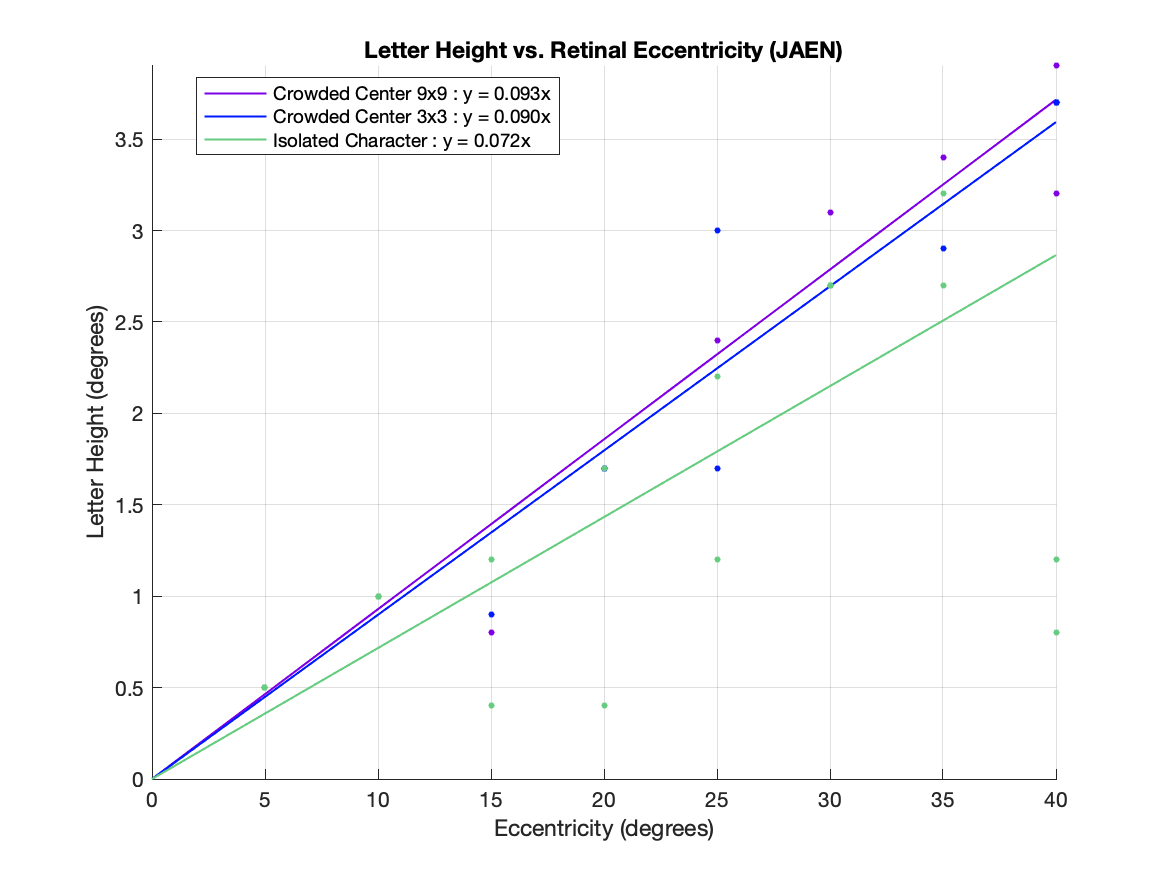 Letter Height vs. Retinal Eccentricity (JAEN)
Crowded Center 9x9 : y = 0.093x
Crowded Center 3x3 : y = 0.090x
Isolated Character : y = 0.072x
3.5
3
2.5
2
1.5
1
0.5
0
Letter Height (degrees)
0 5 10 15 20 25 30 35 40
Eccentricity (degrees)